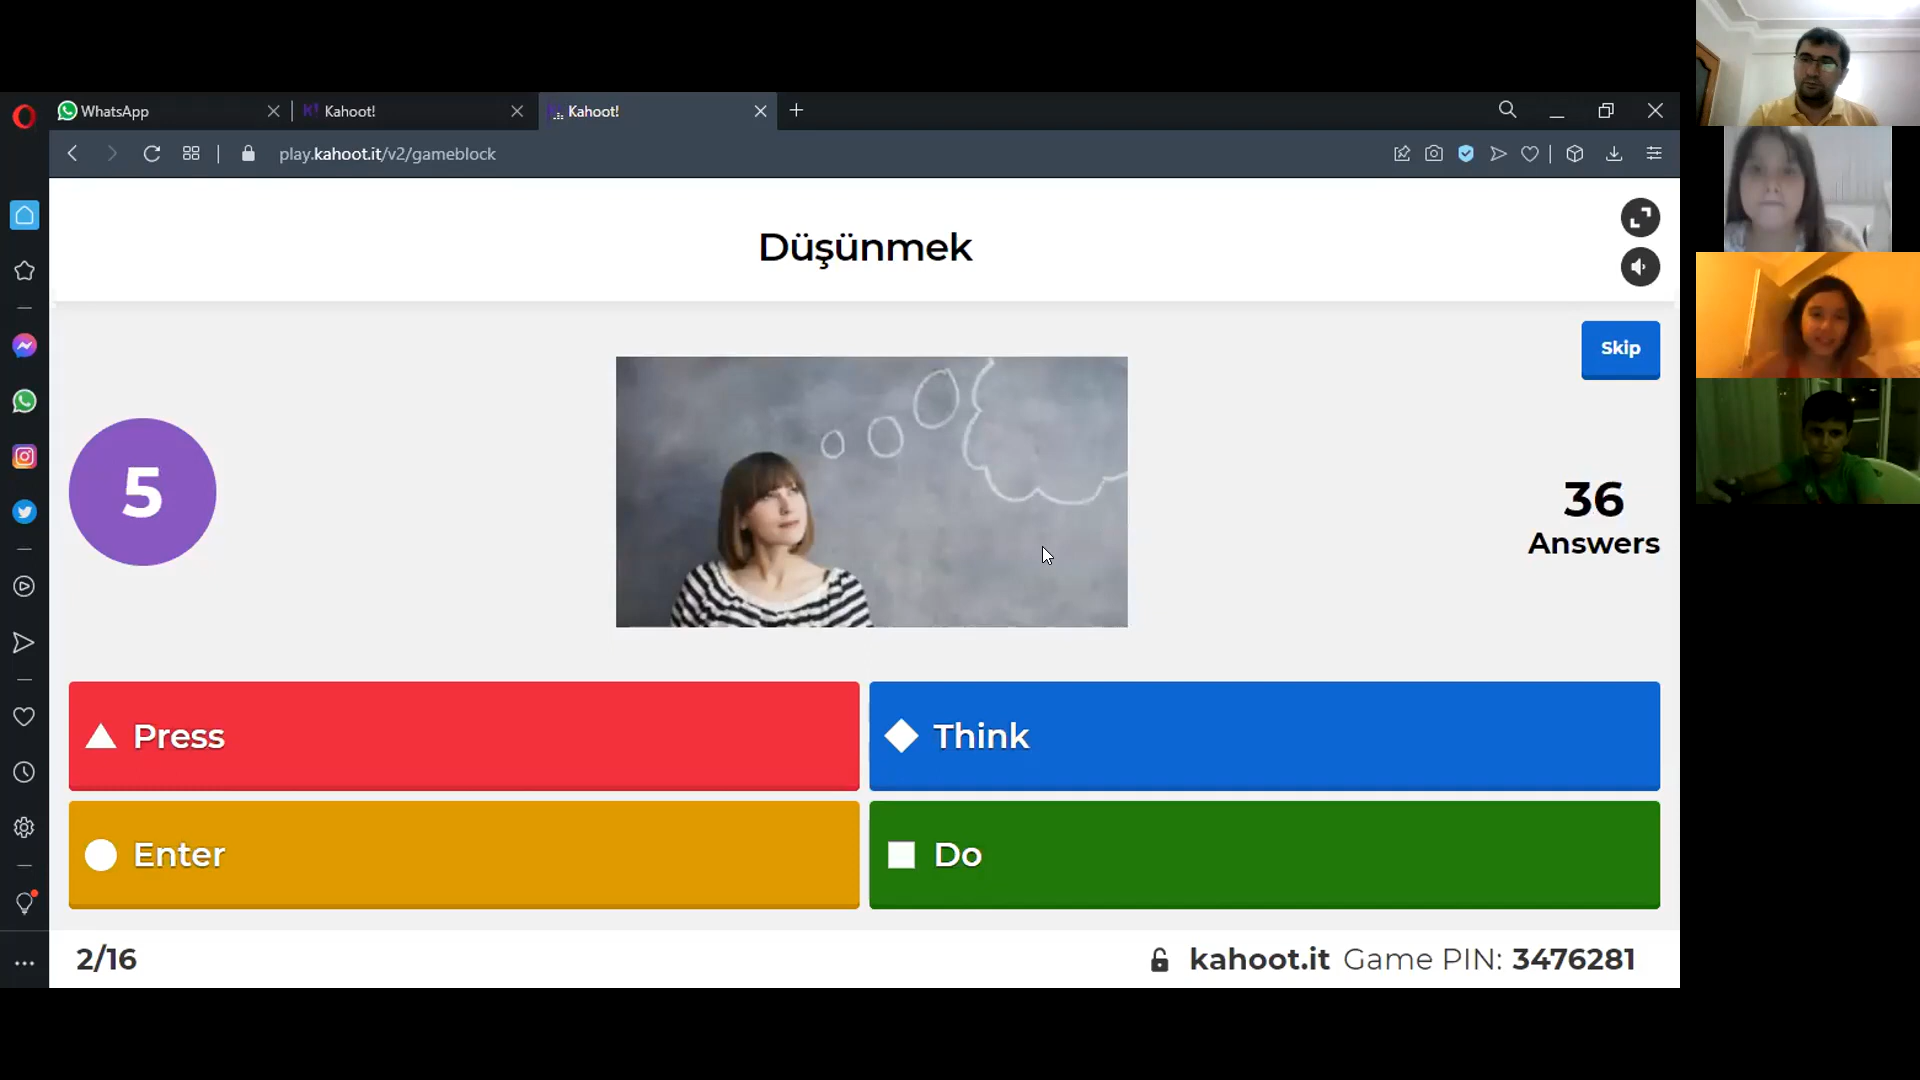 WhatsApp
Kahoot!
Kahoot!
play.kahoot.it/v2/gameblock
Düşünmek
Skip
5
36
Answers
Press
Think
Enter
Do
2/16
kahoot.it Game PIN: 3476281